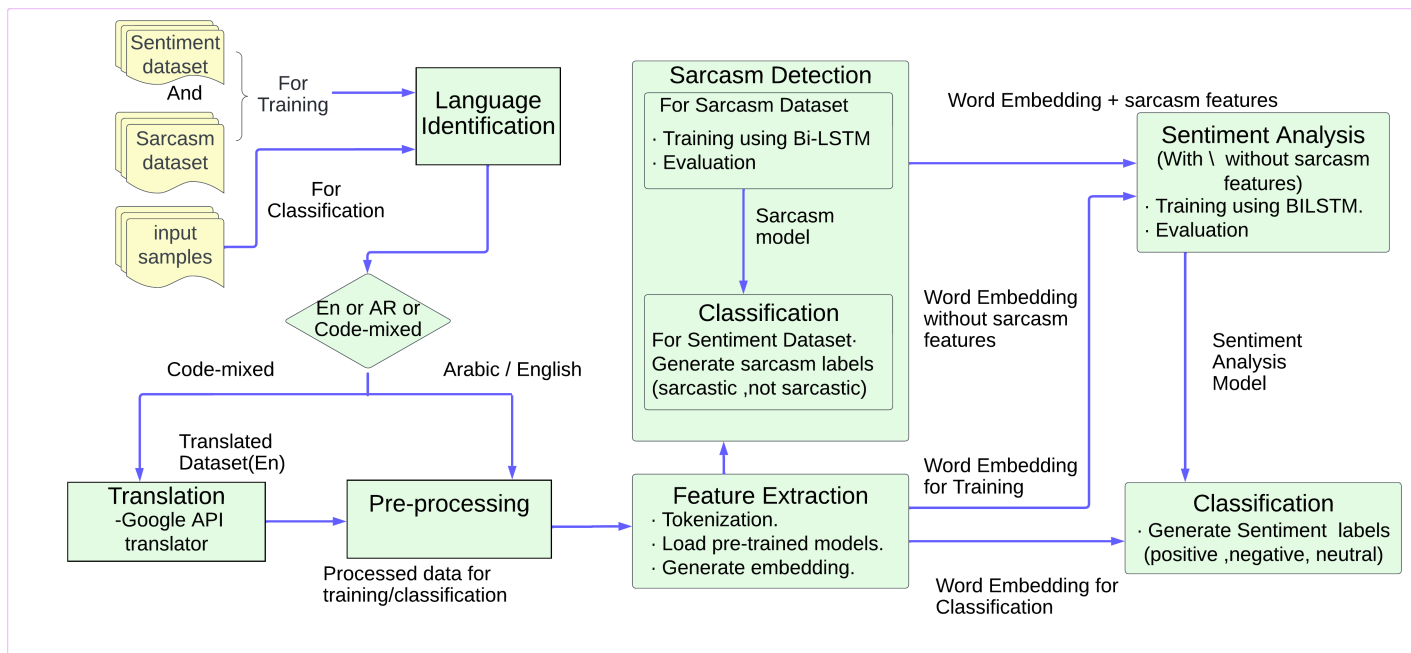 Sentiment
dataset
And
Sarcasm
dataset
For
Training
input
samples
For
Classification
Language
Identification
En or AR or
Code-mixed
Code-mixed
Arabic / English
Translated
Dataset(En)
Translation
-Google API
translator
Pre-processing
Processed data for
training/classification
Sarcasm Detection
For Sarcasm Dataset
· Training using Bi-LSTM
· Evaluation
Sarcasm
model
Classification
For Sentiment Dataset·
Generate sarcasm labels
(sarcastic ,not sarcastic)
Feature Extraction
· Tokenization.
· Load pre-trained models.
· Generate embedding.
Word Embedding + sarcasm features
Word Embedding
without sarcasm
features
Word Embedding
for Training
Word Embedding for
Classification
Sentiment Analysis
(With \ without sarcasm
features)
· Training using BILSTM.
· Evaluation
Sentiment
Analysis
Model
Classification
· Generate Sentiment labels
(positive ,negative, neutral)